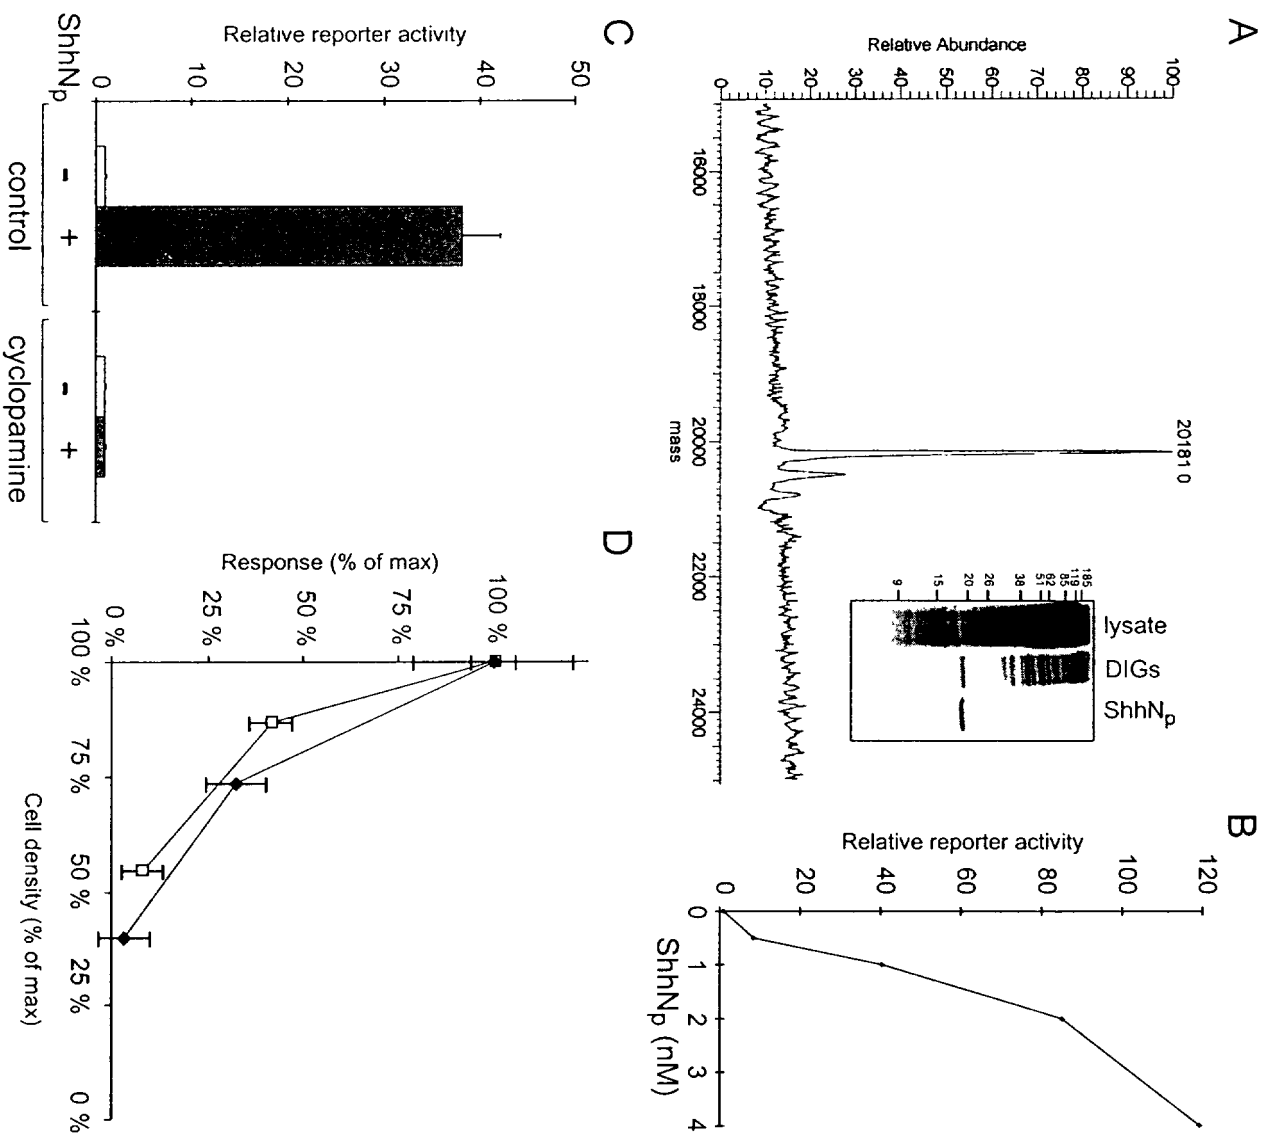 A
Relative Abundance
100
90
80
70
60
50
40
30
20
10
0
16000
18000
20000
22000
24000
mass
20181 0
185
119
85
62
51
38
26
20
15
9
lysate
DIGs
ShhNp
B
Relative reporter activity
120
100
80
60
40
20
0
0 1 2 3 4
ShhNp (nM)
C
Relative reporter activity
50
40
30
20
10
0
ShhNp - + - +
control cyclopamine
D
Response (% of max)
100 %
75 %
50 %
25 %
0 %
100 % 75 % 50 % 25 % 0 %
Cell density (% of max)